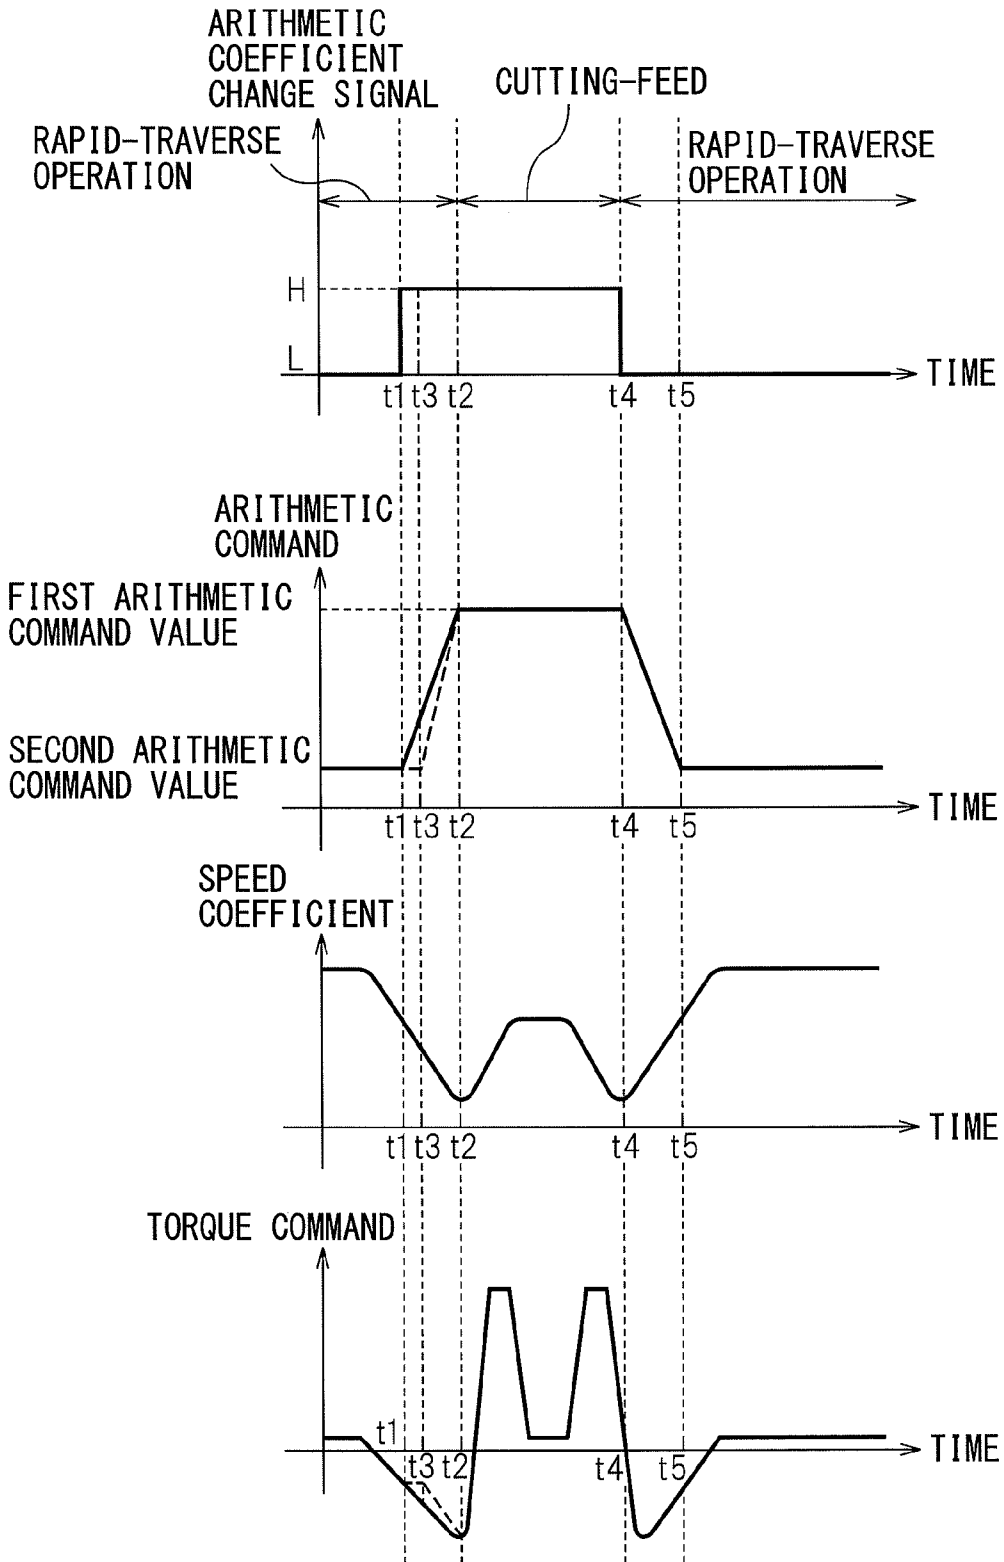 ARITHMETIC
COEFFICIENT
CHANGE SIGNAL
CUTTING-FEED
RAPID-TRAVERSE
OPERATION
RAPID-TRAVERSE
OPERATION
H
L
TIME
t1 t3 t2 t4 t5
ARITHMETIC
COMMAND
FIRST ARITHMETIC
COMMAND VALUE
SECOND ARITHMETIC
COMMAND VALUE
TIME
t1 t3 t2 t4 t5
SPEED
COEFFICIENT
TIME
t1 t3 t2 t4 t5
TORQUE COMMAND
t1
TIME
t3 t2 t4 t5